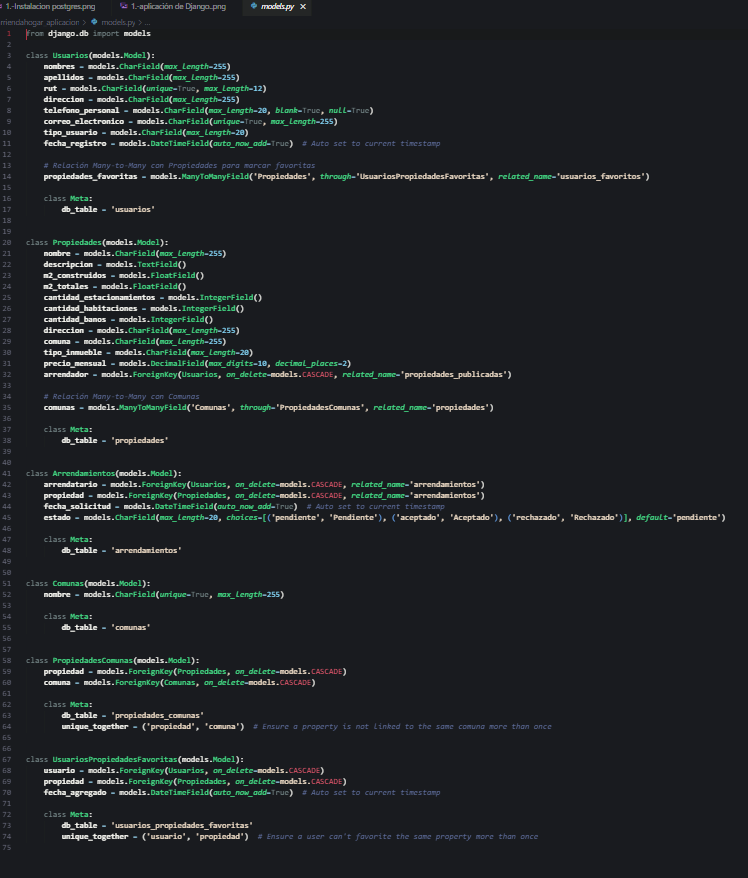 1.-Instalacion postgres.png
1.-aplicación de Django..png
models.py X
rriendahogar_aplicacion > models.py > ...
1 from django.db import models
2
3 class Usuarios(models.Model):
4 nombres = models.CharField(max_length=255)
5 apellidos = models.CharField(max_length=255)
6 rut = models.CharField(unique=True, max_length=12)
7 direccion = models.CharField(max_length=255)
8 telefono_personal = models.CharField(max_length=20, blank=True, null=True)
9 correo_electronico = models.CharField(unique=True, max_length=255)
10 tipo_usuario = models.CharField(max_length=20)
11 fecha_registro = models.DateTimeField(auto_now_add=True)  # Auto set to current timestamp
12
13 # Relación Many-to-Many con Propiedades para marcar favoritas
14 propiedades_favoritas = models.ManyToManyField('Propiedades', through='UsuariosPropiedadesFavoritas', related_name='usuarios_favoritos')
15
16 class Meta:
17 db_table = 'usuarios'
18
19
20 class Propiedades(models.Model):
21 nombre = models.CharField(max_length=255)
22 descripcion = models.TextField()
23 m2_construidos = models.FloatField()
24 m2_totales = models.FloatField()
25 cantidad_estacionamientos = models.IntegerField()
26 cantidad_habitaciones = models.IntegerField()
27 cantidad_banos = models.IntegerField()
28 direccion = models.CharField(max_length=255)
29 comuna = models.CharField(max_length=255)
30 tipo_inmueble = models.CharField(max_length=20)
31 precio_mensual = models.DecimalField(max_digits=10, decimal_places=2)
32 arrendador = models.ForeignKey(Usuarios, on_delete=models.CASCADE, related_name='propiedades_publicadas')
33
34 # Relación Many-to-Many con Comunas
35 comunas = models.ManyToManyField('Comunas', through='PropiedadesComunas', related_name='propiedades')
36
37 class Meta:
38 db_table = 'propiedades'
39
40
41 class Arrendamientos(models.Model):
42 arrendatario = models.ForeignKey(Usuarios, on_delete=models.CASCADE, related_name='arrendamientos')
43 propiedad = models.ForeignKey(Propiedades, on_delete=models.CASCADE, related_name='arrendamientos')
44 fecha_solicitud = models.DateTimeField(auto_now_add=True)  # Auto set to current timestamp
45 estado = models.CharField(max_length=20, choices=[('pendiente', 'Pendiente'), ('aceptado', 'Aceptado'), ('rechazado', 'Rechazado')], default='pendiente')
46
47 class Meta:
48 db_table = 'arrendamientos'
49
50
51 class Comunas(models.Model):
52 nombre = models.CharField(unique=True, max_length=255)
53
54 class Meta:
55 db_table = 'comunas'
56
57
58 class PropiedadesComunas(models.Model):
59 propiedad = models.ForeignKey(Propiedades, on_delete=models.CASCADE)
60 comuna = models.ForeignKey(Comunas, on_delete=models.CASCADE)
61
62 class Meta:
63 db_table = 'propiedades_comunas'
64 unique_together = ('propiedad', 'comuna')  # Ensure a property is not linked to the same comuna more than once
65
66
67 class UsuariosPropiedadesFavoritas(models.Model):
68 usuario = models.ForeignKey(Usuarios, on_delete=models.CASCADE)
69 propiedad = models.ForeignKey(Propiedades, on_delete=models.CASCADE)
70 fecha_agregado = models.DateTimeField(auto_now_add=True)  # Auto set to current timestamp
71
72 class Meta:
73 db_table = 'usuarios_propiedades_favoritas'
74 unique_together = ('usuario', 'propiedad')  # Ensure a user can't favorite the same property more than once
75